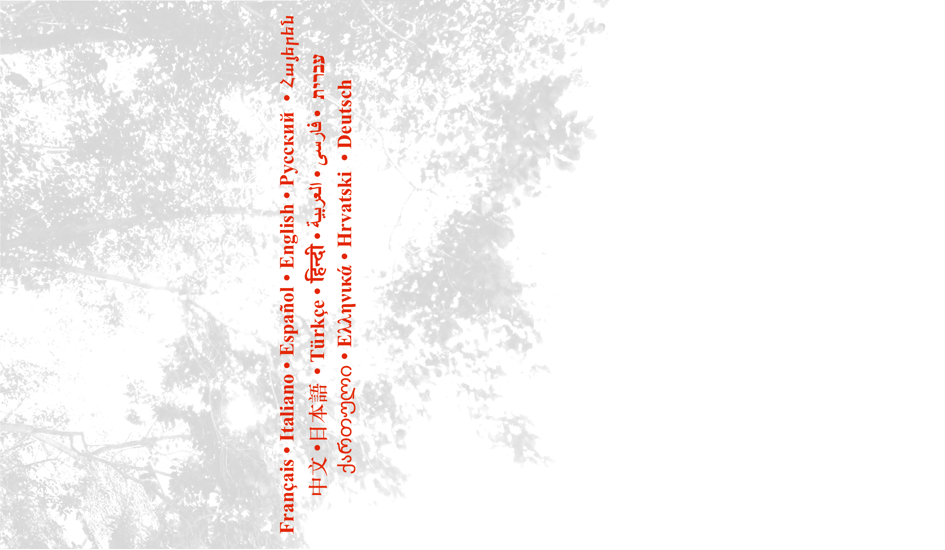 Français • Italiano • Español • English • Русский • Հայերեն
中文 • 日本語 • Türkçe • हिन्दी • العربية • فارسی • עברית
ქართული • Ελληνικά • Hrvatski • Deutsch